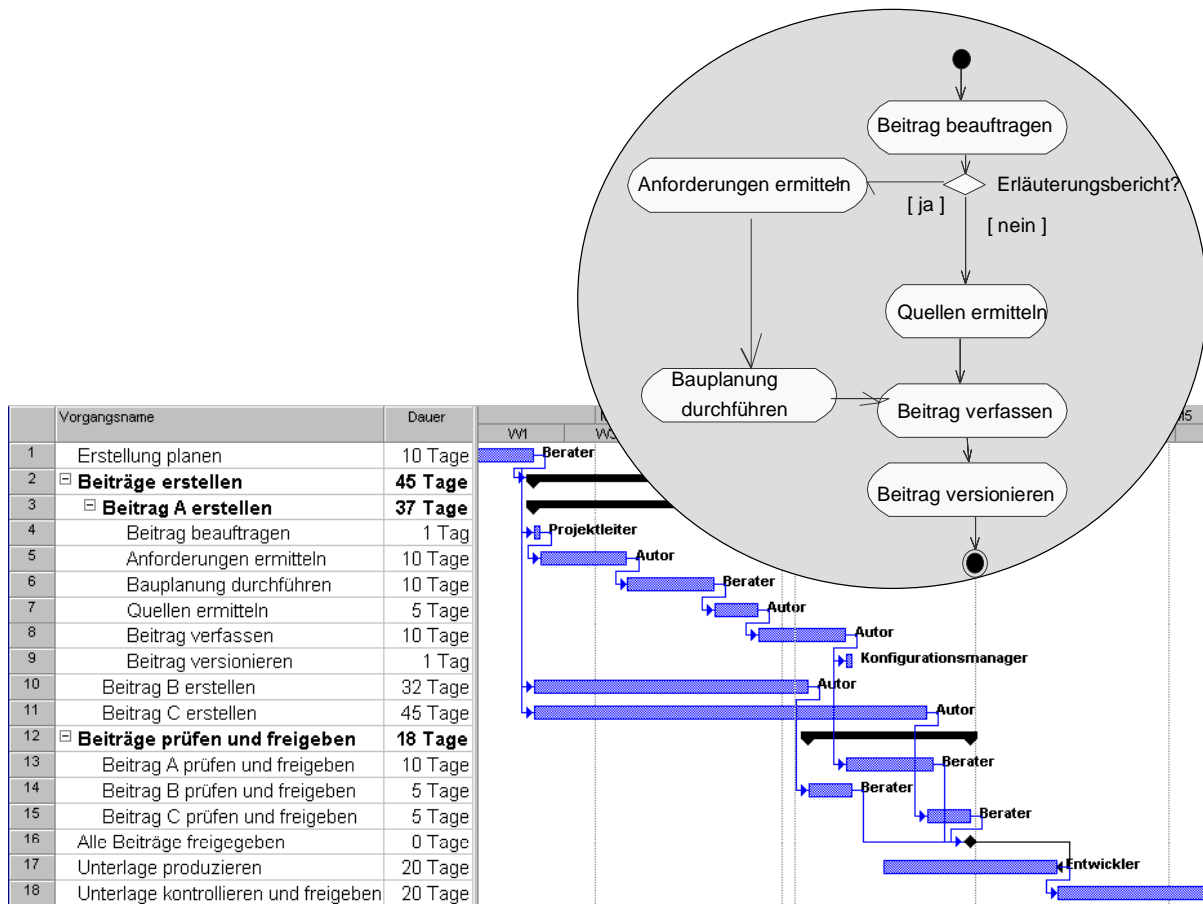 Beitrag beauftragen
Anforderungen ermitteln
Erläuterungsbericht?
[ ja ]
[ nein ]
Quellen ermitteln
Bauplanung
durchführen
Beitrag verfassen
Beitrag versionieren
Vorgangsname Dauer
W1
1 Erstellung planen 10 Tage Berater
2 Beiträge erstellen 45 Tage
3 Beitrag A erstellen 37 Tage
4 Beitrag beauftragen 1 Tag Projektleiter
5 Anforderungen ermitteln 10 Tage Autor
6 Bauplanung durchführen 10 Tage Berater
7 Quellen ermitteln 5 Tage Autor
8 Beitrag verfassen 10 Tage Autor
9 Beitrag versionieren 1 Tag Konfigurationsmanager
10 Beitrag B erstellen 32 Tage Autor
11 Beitrag C erstellen 45 Tage Autor
12 Beiträge prüfen und freigeben 18 Tage
13 Beitrag A prüfen und freigeben 10 Tage Berater
14 Beitrag B prüfen und freigeben 5 Tage Berater
15 Beitrag C prüfen und freigeben 5 Tage Berater
16 Alle Beiträge freigegeben 0 Tage
17 Unterlage produzieren 20 Tage Entwickler
18 Unterlage kontrollieren und freigeben 20 Tage